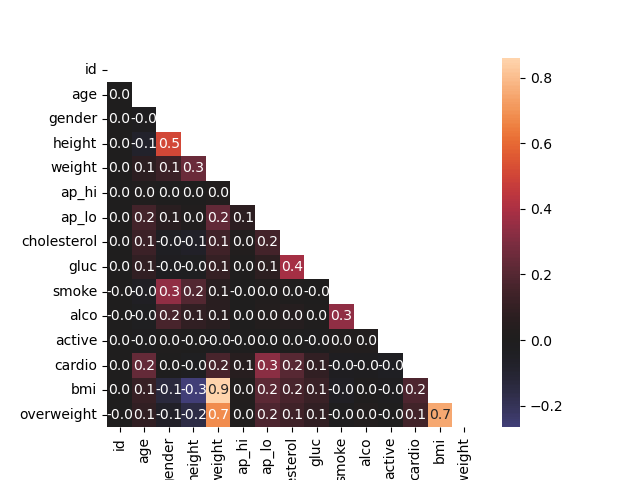 id
age 0.0
gender 0.0 -0.0
height 0.0 -0.1 0.5
weight 0.0 0.1 0.1 0.3
ap_hi 0.0 0.0 0.0 0.0 0.0
ap_lo 0.0 0.2 0.1 0.0 0.2 0.1
cholesterol 0.0 0.1 -0.0 -0.1 0.1 0.0 0.2
gluc 0.0 0.1 -0.0 -0.0 0.1 0.0 0.1 0.4
smoke -0.0 -0.0 0.3 0.2 0.1 -0.0 0.0 0.0 -0.0
alco -0.0 -0.0 0.2 0.1 0.1 0.0 0.0 0.0 0.0 0.3
active -0.0 -0.0 0.0 -0.0 -0.0 -0.0 0.0 0.0 -0.0 0.0 0.0
cardio 0.0 0.2 0.0 -0.0 0.2 0.1 0.3 0.2 0.1 -0.0 -0.0 -0.0
bmi 0.0 0.1 -0.1 -0.3 0.9 0.0 0.2 0.2 0.1 -0.0 0.0 -0.0 0.2
overweight -0.0 0.1 -0.1 -0.2 0.7 0.0 0.2 0.1 0.1 -0.0 0.0 -0.0 0.1 0.7
id age ender height weight ap_hi ap_lo esterol gluc smoke alco active cardio bmi weight
0.8
0.6
0.4
0.2
0.0
−0.2